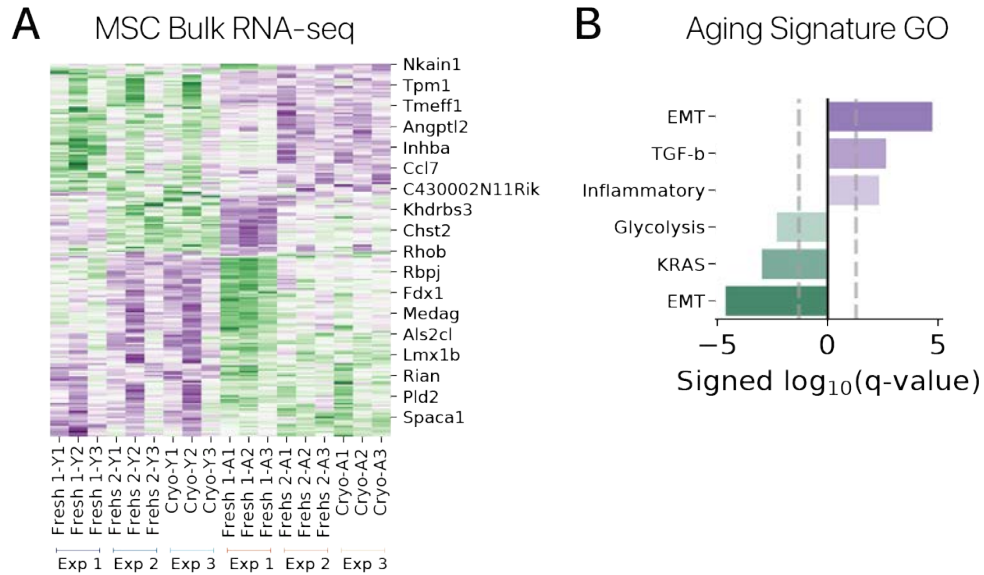 A MSC Bulk RNA-seq
Nkain1
Tpm1
Tmeff1
Angptl2
Inhba
Ccl7
C430002N11Rik
Khdrbs3
Chst2
Rhob
Rbpj
Fdx1
Medag
Als2cl
Lmx1b
Rian
Pld2
Spaca1
Fresh 1-Y1
Fresh 1-Y2
Fresh 1-Y3
Frehs 2-Y1
Frehs 2-Y2
Frehs 2-Y3
Cryo-Y1
Cryo-Y2
Cryo-Y3
Fresh 1-A1
Fresh 1-A2
Fresh 1-A3
Frehs 2-A1
Frehs 2-A2
Frehs 2-A3
Cryo-A1
Cryo-A2
Cryo-A3
Exp 1 Exp 2 Exp 3 Exp 1 Exp 2 Exp 3
B Aging Signature GO
EMT
TGF-b
Inflammatory
Glycolysis
KRAS
EMT
−5 0 5
Signed log₁₀(q-value)